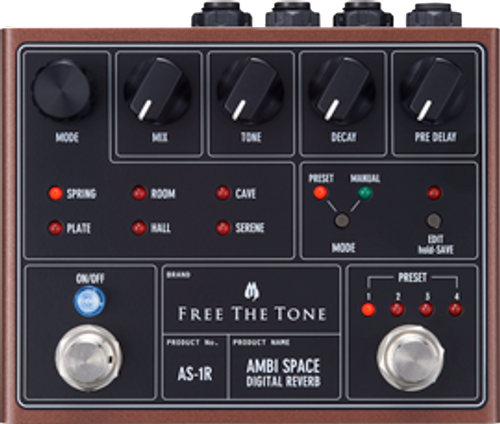 MODE
MIX
TONE
DECAY
PRE DELAY
SPRING
ROOM
CAVE
PLATE
HALL
SERENE
PRESET
MANUAL
MODE
EDIT
hold-SAVE
ON/OFF
BRAND
FREE THE TONE
PRODUCT No.
AS-1R
PRODUCT NAME
AMBI SPACE
DIGITAL REVERB
PRESET
1 2 3 4